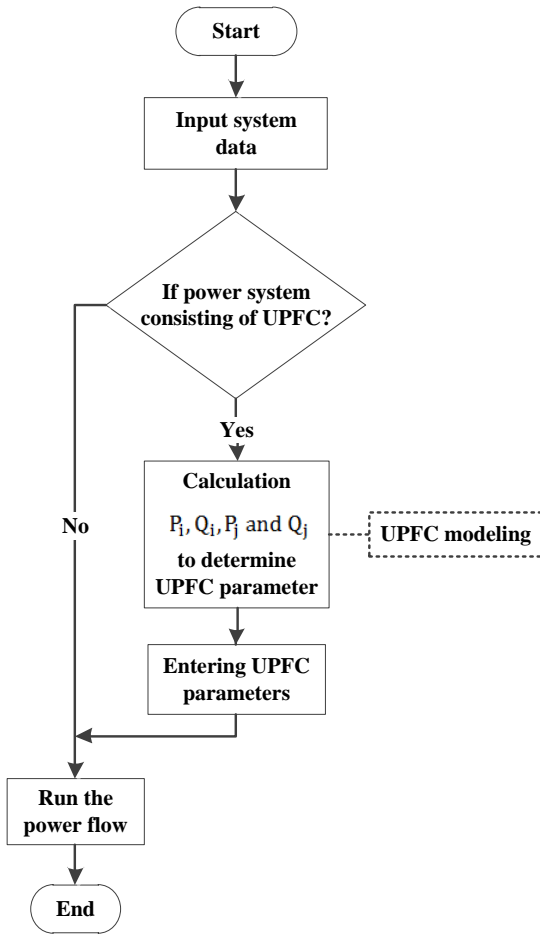 Start
Input system
data
If power system
consisting of UPFC?
Yes
No
Calculation
Pᵢ, Qᵢ, Pⱼ and Qⱼ
to determine
UPFC parameter
UPFC modeling
Entering UPFC
parameters
Run the
power flow
End